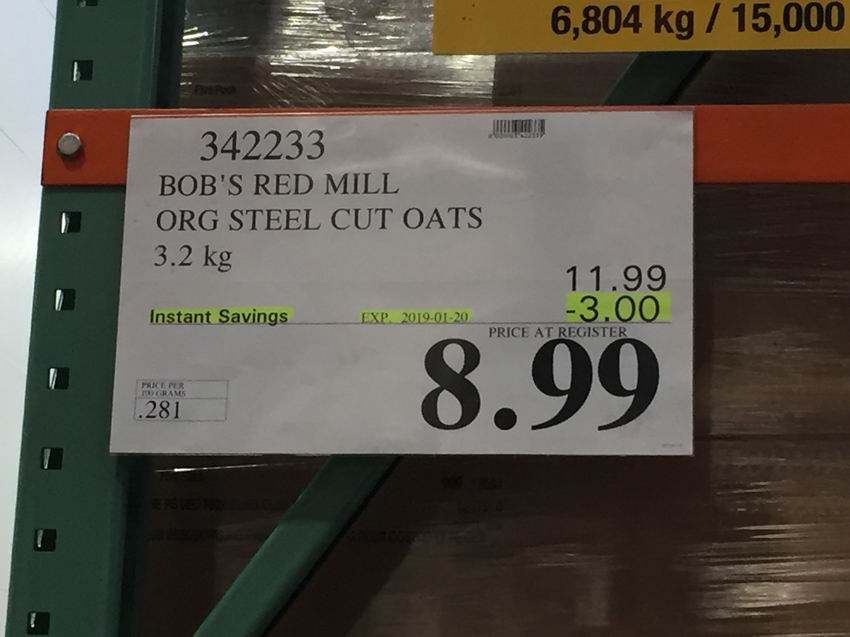 6,804 kg / 15,000
342233
BOB'S RED MILL
ORG STEEL CUT OATS
3.2 kg
11.99
Instant Savings EXP. 2019-01-20 -3.00
PRICE AT REGISTER
8.99
PRICE PER
100 GRAMS
.281